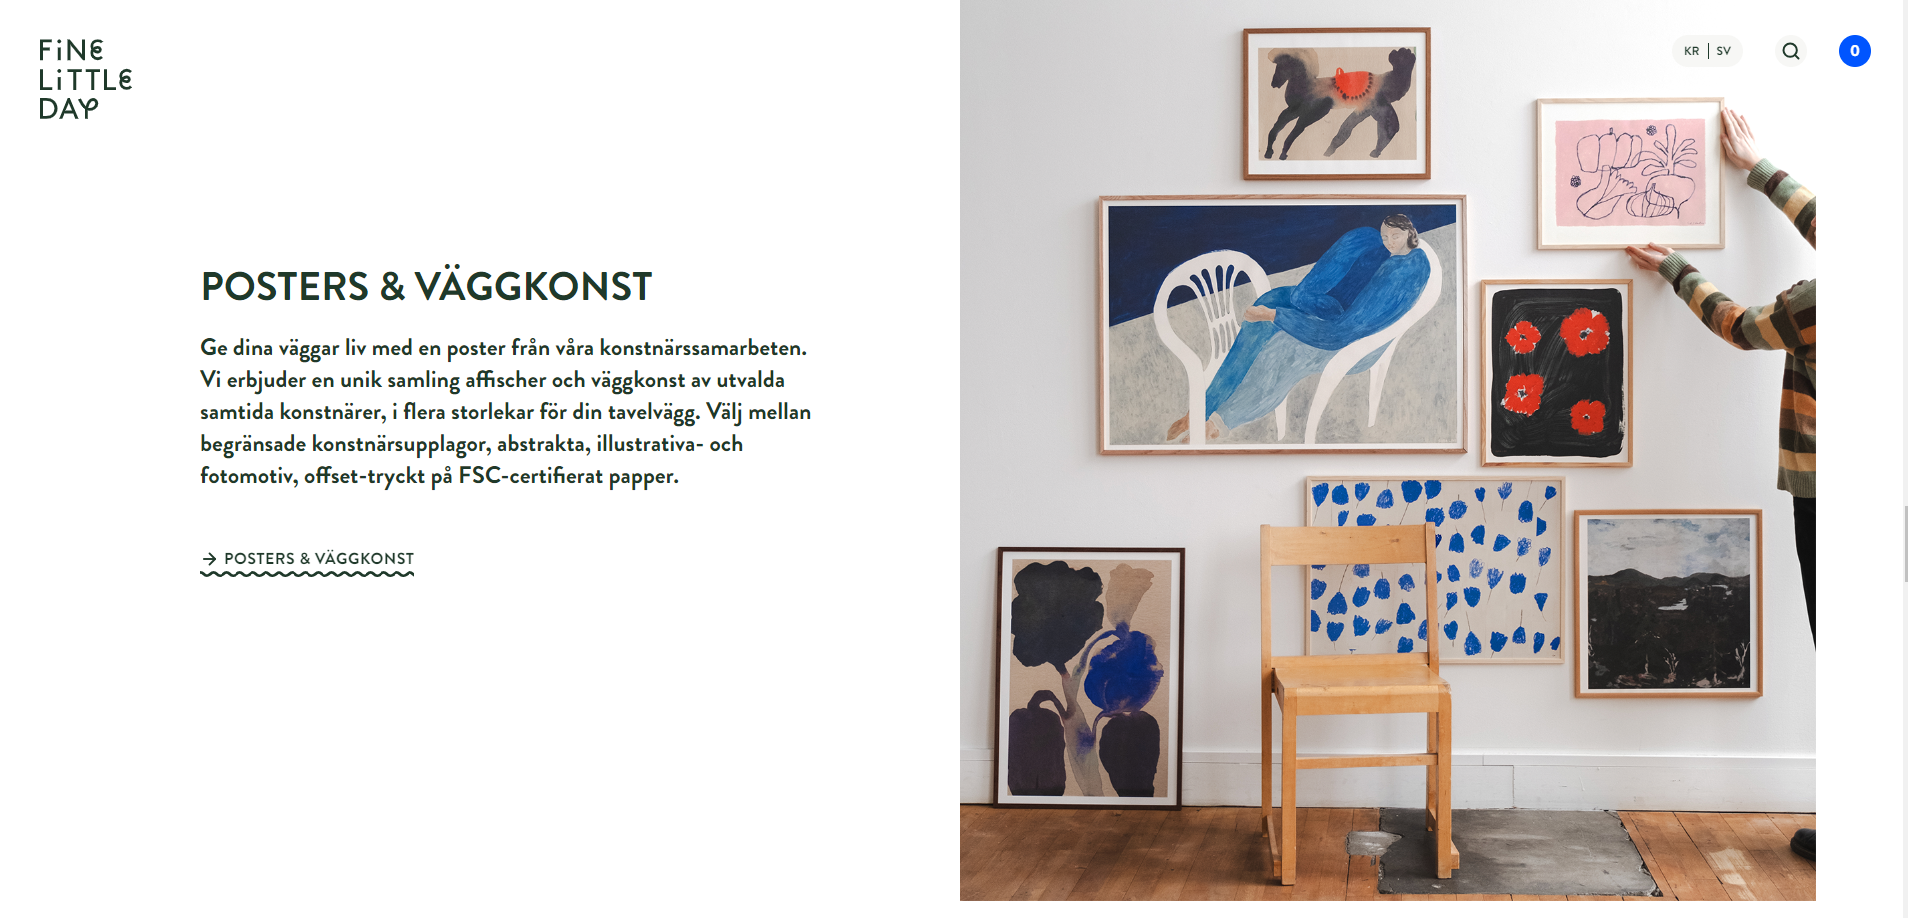 FiNE
LiTTLE
DAY
KR | SV
0
POSTERS & VÄGGKONST
Ge dina väggar liv med en poster från våra konstnärssamarbeten.
Vi erbjuder en unik samling affischer och väggkonst av utvalda
samtida konstnärer, i flera storlekar för din tavelvägg. Välj mellan
begränsade konstnärsupplagor, abstrakta, illustrativa- och
fotomotiv, offset-tryckt på FSC-certifierat papper.
→ POSTERS & VÄGGKONST